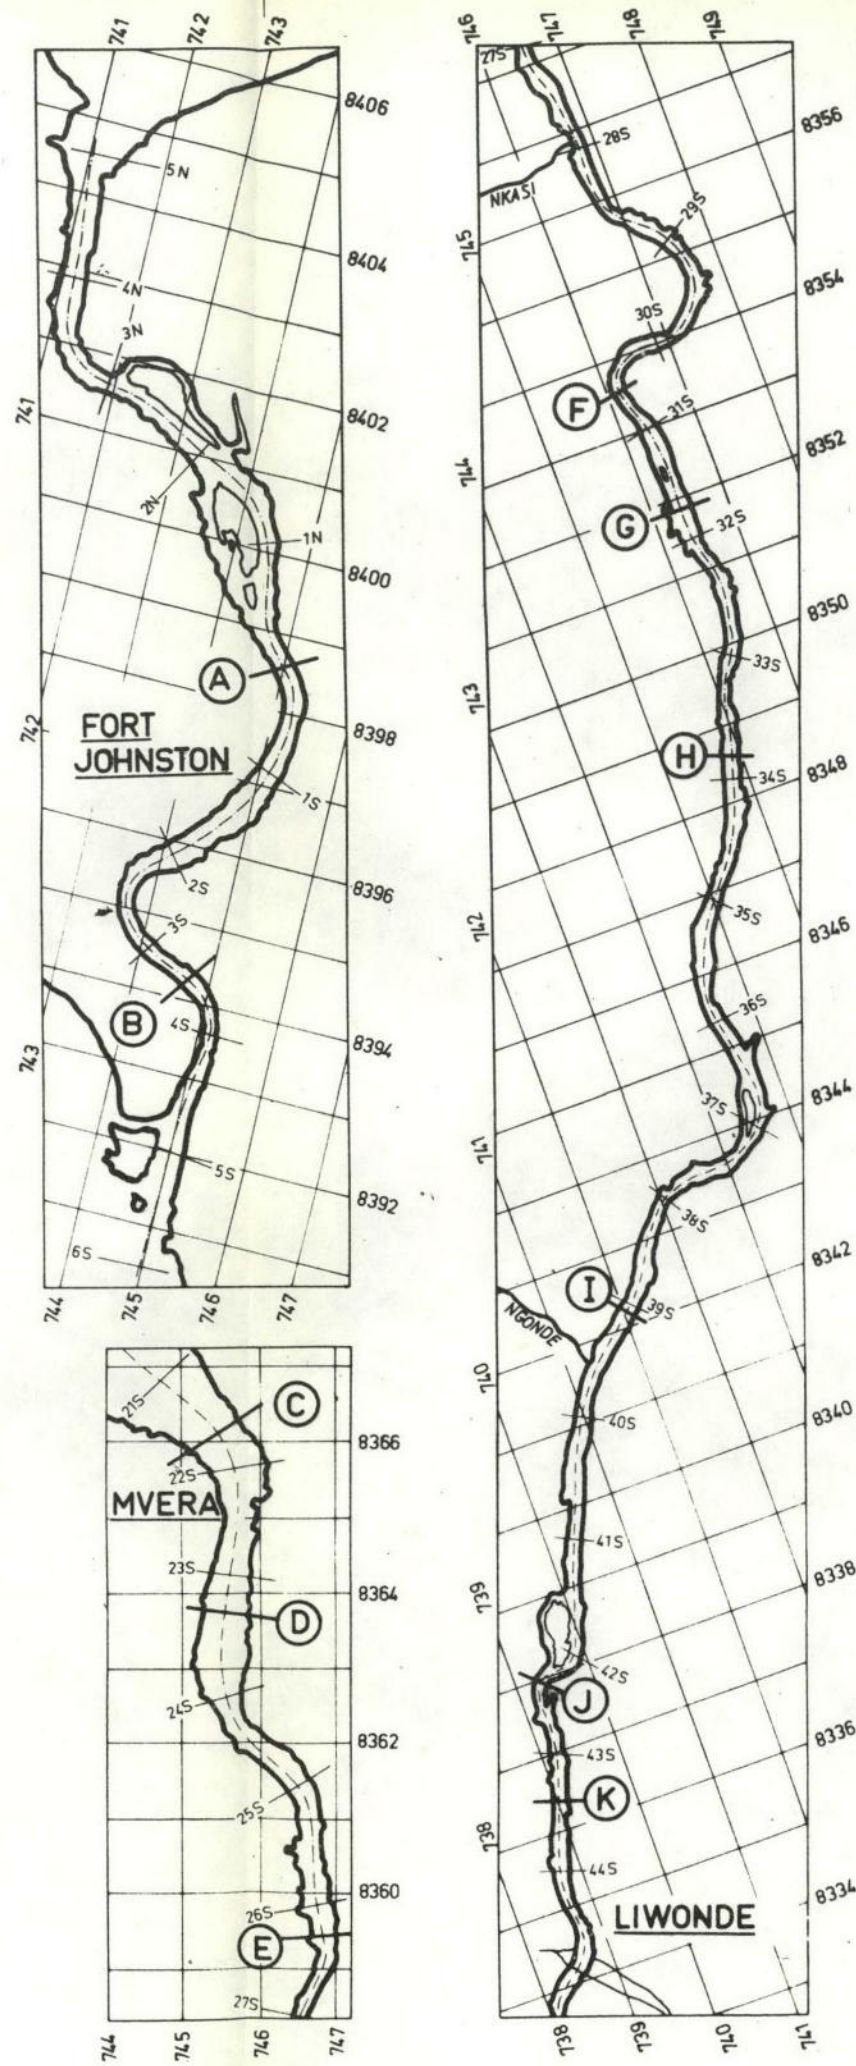 741 742 743
8406
5N
8404
4N
3N
741
8402
2N
1N
8400
A
FORT
JOHNSTON
742
8398
1S
2S
8396
3S
B
4S
743
8394
5S
8392
6S
744 745 746 747
21S
C
8366
22S
MVERA
23S
8364
D
24S
8362
25S
8360
26S
E
27S
744 745 746 747
746 747 748 749
27S
8356
28S
NKASI
29S
745
8354
30S
F
31S
8352
744
G
32S
8350
33S
743
H
34S
8348
35S
742
8346
36S
37S
8344
741
38S
8342
I
39S
NGONDE
740
40S
8340
41S
8338
739
42S
J
8336
43S
K
738
44S
8334
LIWONDE
738 739 740 741